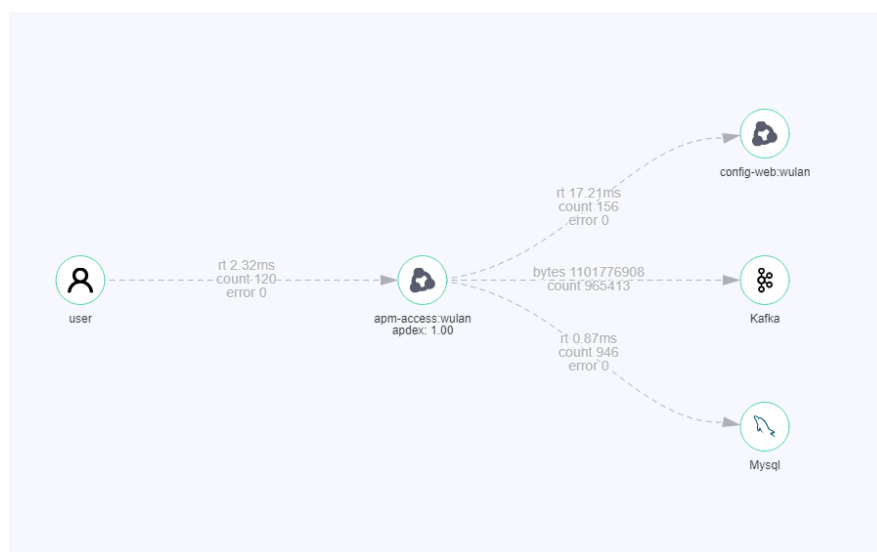 config-web:wulan
rt 17.21ms
count 156
error 0
rt 2.32ms
count 120
error 0
bytes 1101776908
count 965413
user
apm-access:wulan
apdex: 1.00
Kafka
rt 0.87ms
count 946
error 0
Mysql